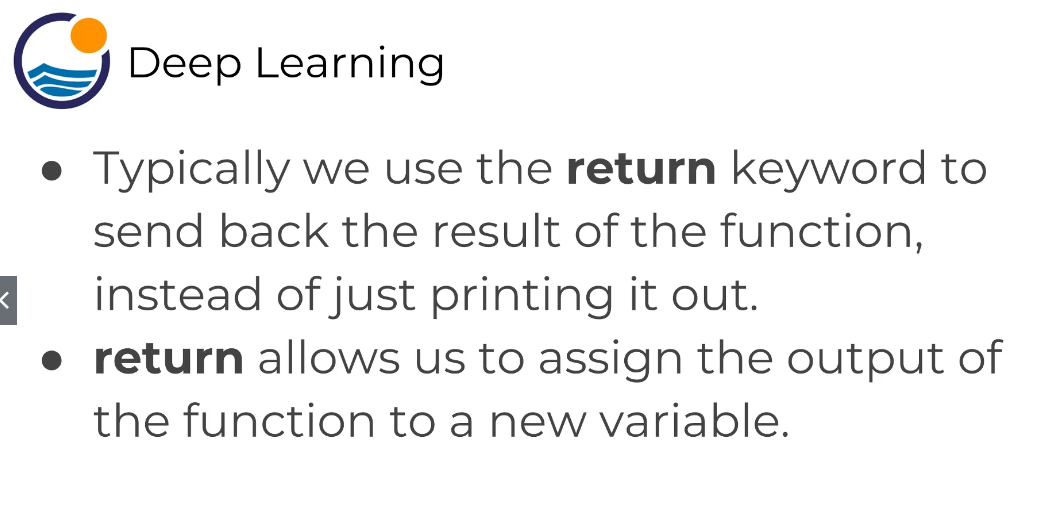 Deep Learning
● Typically we use the return keyword to
send back the result of the function,
instead of just printing it out.
● return allows us to assign the output of
the function to a new variable.